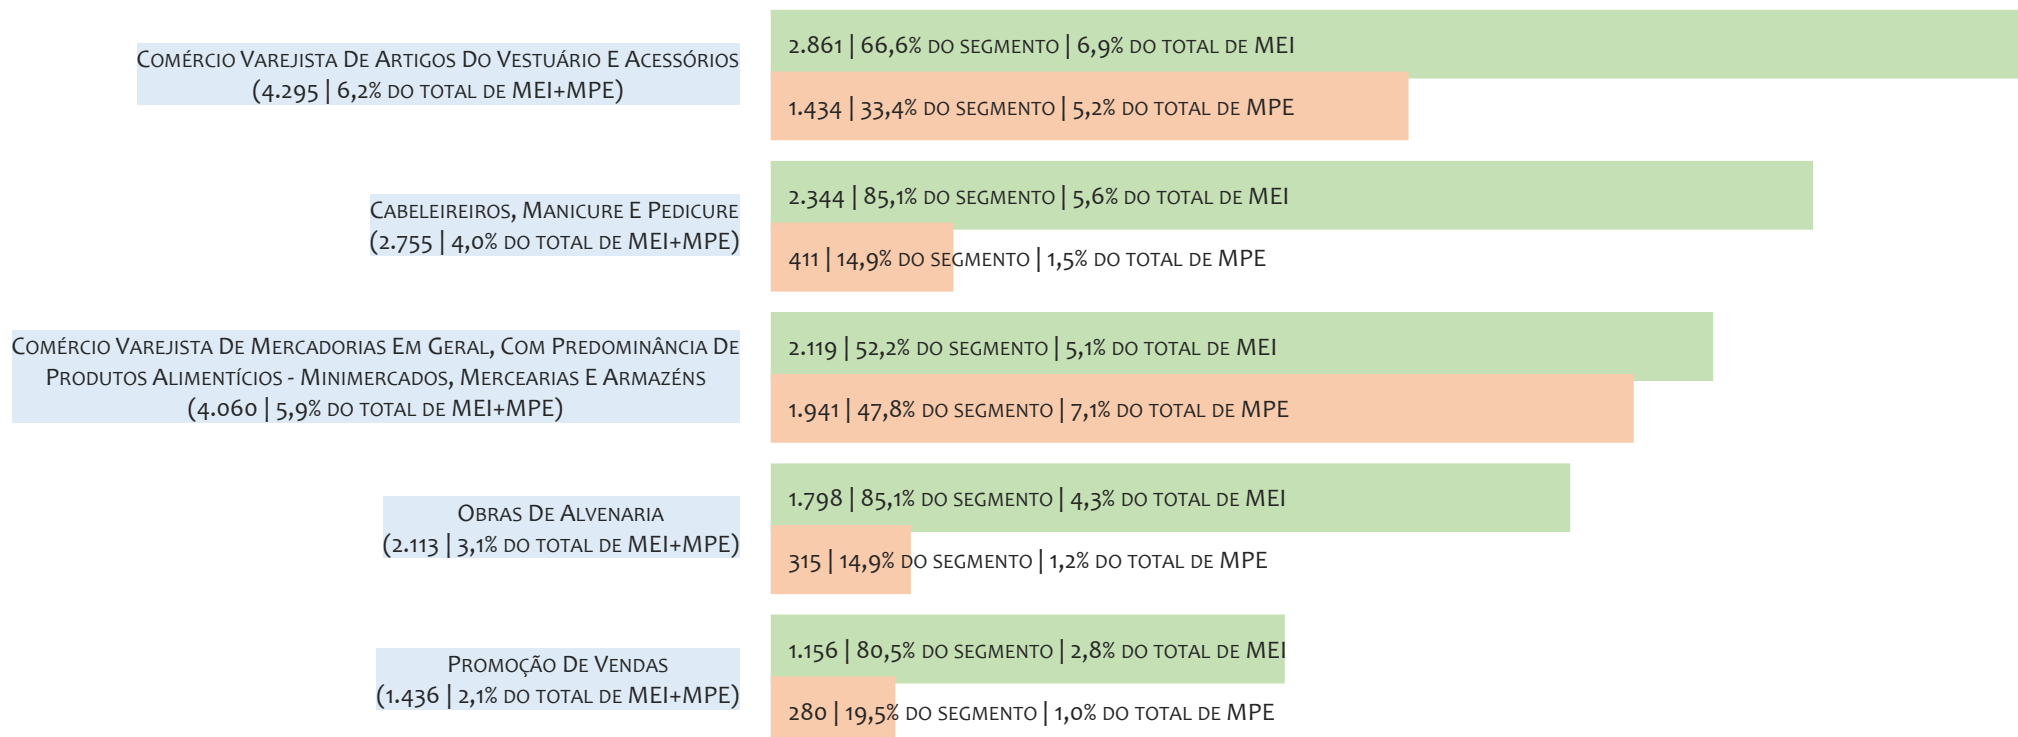 Comércio Varejista De Artigos Do Vestuário E Acessórios
(4.295 | 6,2% do total de MEI+MPE)
2.861 | 66,6% do segmento | 6,9% do total de MEI
1.434 | 33,4% do segmento | 5,2% do total de MPE
Cabeleireiros, Manicure E Pedicure
(2.755 | 4,0% do total de MEI+MPE)
2.344 | 85,1% do segmento | 5,6% do total de MEI
411 | 14,9% do segmento | 1,5% do total de MPE
Comércio Varejista De Mercadorias Em Geral, Com Predominância De
Produtos Alimentícios - Minimercados, Mercearias E Armazéns
(4.060 | 5,9% do total de MEI+MPE)
2.119 | 52,2% do segmento | 5,1% do total de MEI
1.941 | 47,8% do segmento | 7,1% do total de MPE
Obras De Alvenaria
(2.113 | 3,1% do total de MEI+MPE)
1.798 | 85,1% do segmento | 4,3% do total de MEI
315 | 14,9% do segmento | 1,2% do total de MPE
Promoção De Vendas
(1.436 | 2,1% do total de MEI+MPE)
1.156 | 80,5% do segmento | 2,8% do total de MEI
280 | 19,5% do segmento | 1,0% do total de MPE